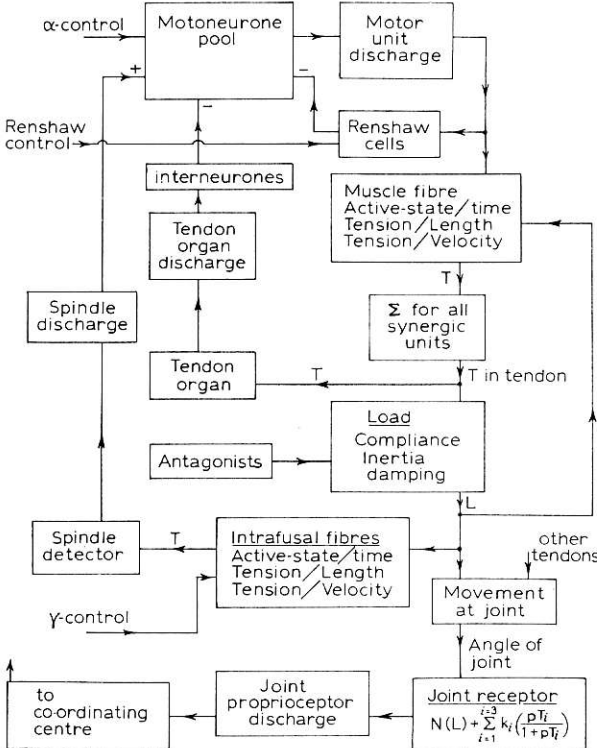 α-control
Motoneurone
pool
Motor
unit
discharge
+
−
−
Renshaw
control
Renshaw
cells
interneurones
Muscle fibre
Active-state/time
Tension/Length
Tension/Velocity
Tendon
organ
discharge
T
Spindle
discharge
Σ for all
synergic
units
Tendon
organ
T
T in tendon
Load
Compliance
Inertia
damping
Antagonists
L
Spindle
detector
T
Intrafusal fibres
Active-state/time
Tension/Length
Tension/Velocity
other
tendons
Movement
at joint
γ-control
Angle of
joint
to
co-ordinating
centre
Joint
proprioceptor
discharge
Joint receptor
N(L) + Σ i=1 i=3 ki (pTi / 1+pTi)